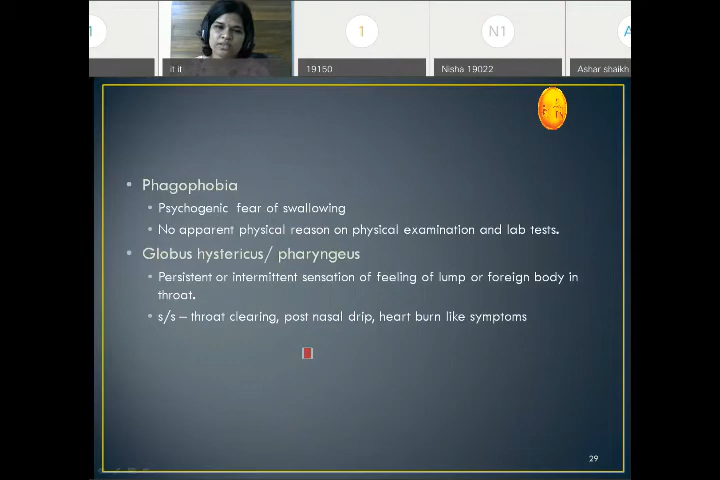 1
it it
1
19150
N1
Nisha 19022
A
Ashar shaikh
• Phagophobia
• Psychogenic fear of swallowing
• No apparent physical reason on physical examination and lab tests.
• Globus hystericus/ pharyngeus
• Persistent or intermittent sensation of feeling of lump or foreign body in
throat.
• s/s – throat clearing, post nasal drip, heart burn like symptoms
29